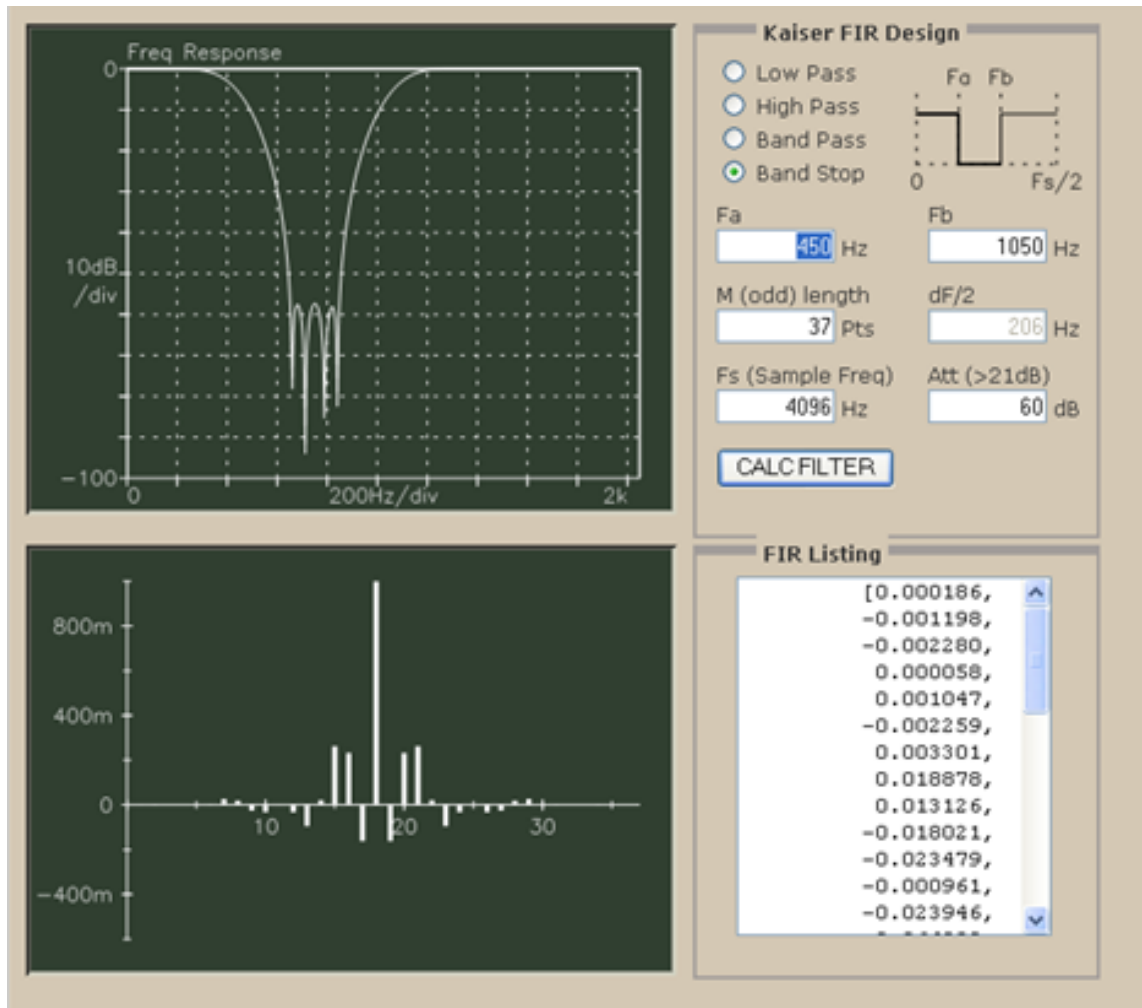 Freq Response
0
10dB
/div
-100
0
200Hz/div
2k
Kaiser FIR Design
Low Pass
High Pass
Band Pass
Band Stop
Fa Fb
0 Fs/2
Fa Fb
450 Hz 1050 Hz
M (odd) length dF/2
37 Pts 206 Hz
Fs (Sample Freq) Att (>21dB)
4096 Hz 60 dB
CALC FILTER
800m
400m
0
10 20 30
-400m
FIR Listing
[0.000186,
-0.001198,
-0.002280,
0.000058,
0.001047,
-0.002259,
0.003301,
0.018878,
0.013126,
-0.018021,
-0.023479,
-0.000961,
-0.023946,